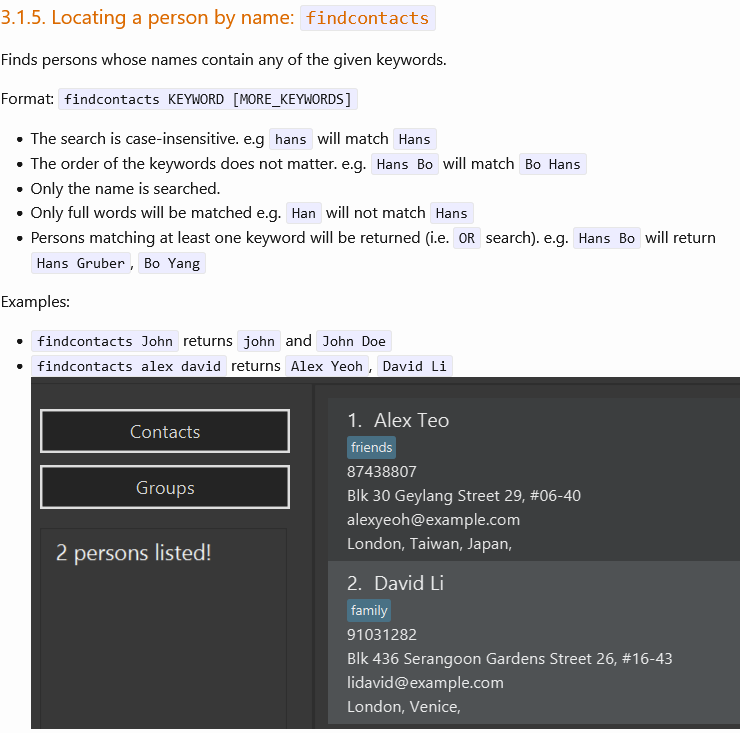 3.1.5. Locating a person by name: findcontacts
Finds persons whose names contain any of the given keywords.
Format: findcontacts KEYWORD [MORE_KEYWORDS]
• The search is case-insensitive. e.g hans will match Hans
• The order of the keywords does not matter. e.g. Hans Bo will match Bo Hans
• Only the name is searched.
• Only full words will be matched e.g. Han will not match Hans
• Persons matching at least one keyword will be returned (i.e. OR search). e.g. Hans Bo will return
Hans Gruber, Bo Yang
Examples:
• findcontacts John returns john and John Doe
• findcontacts alex david returns Alex Yeoh, David Li
Contacts
Groups
2 persons listed!
1. Alex Teo
friends
87438807
Blk 30 Geylang Street 29, #06-40
alexyeoh@example.com
London, Taiwan, Japan,
2. David Li
family
91031282
Blk 436 Serangoon Gardens Street 26, #16-43
lidavid@example.com
London, Venice,